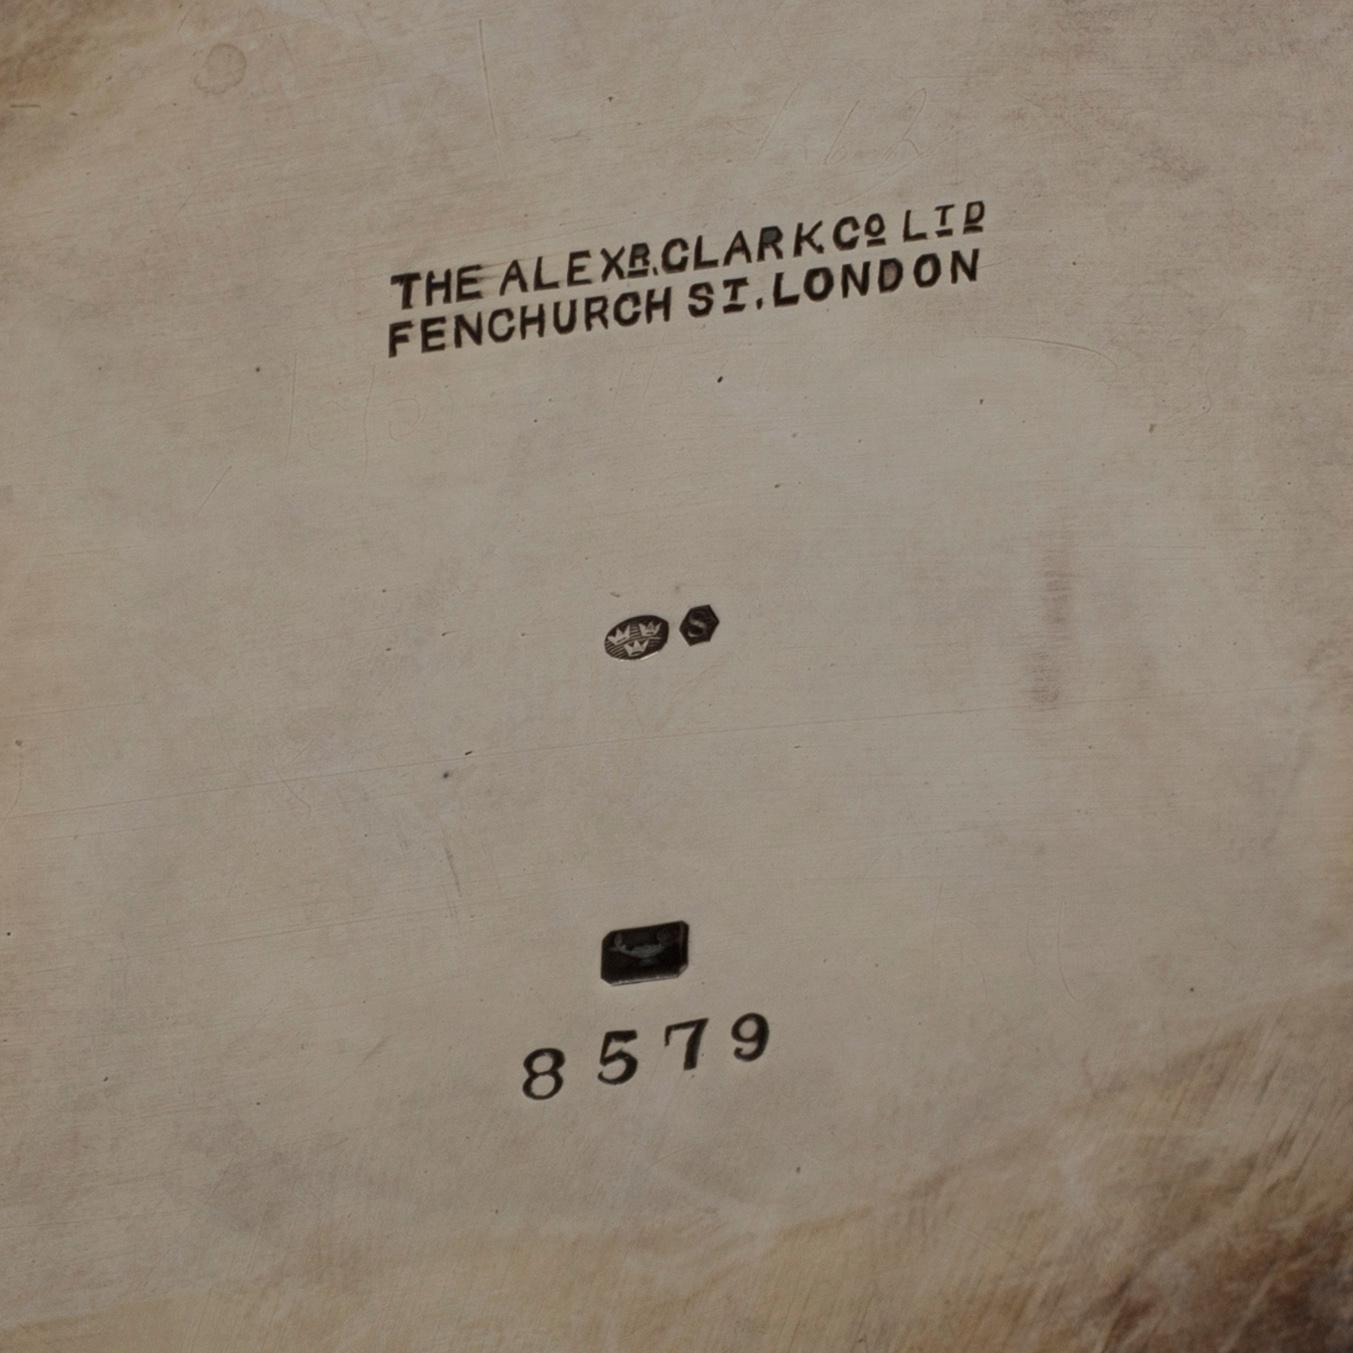 THE ALEXR. CLARK CO LTD
FENCHURCH ST. LONDON
S
8579